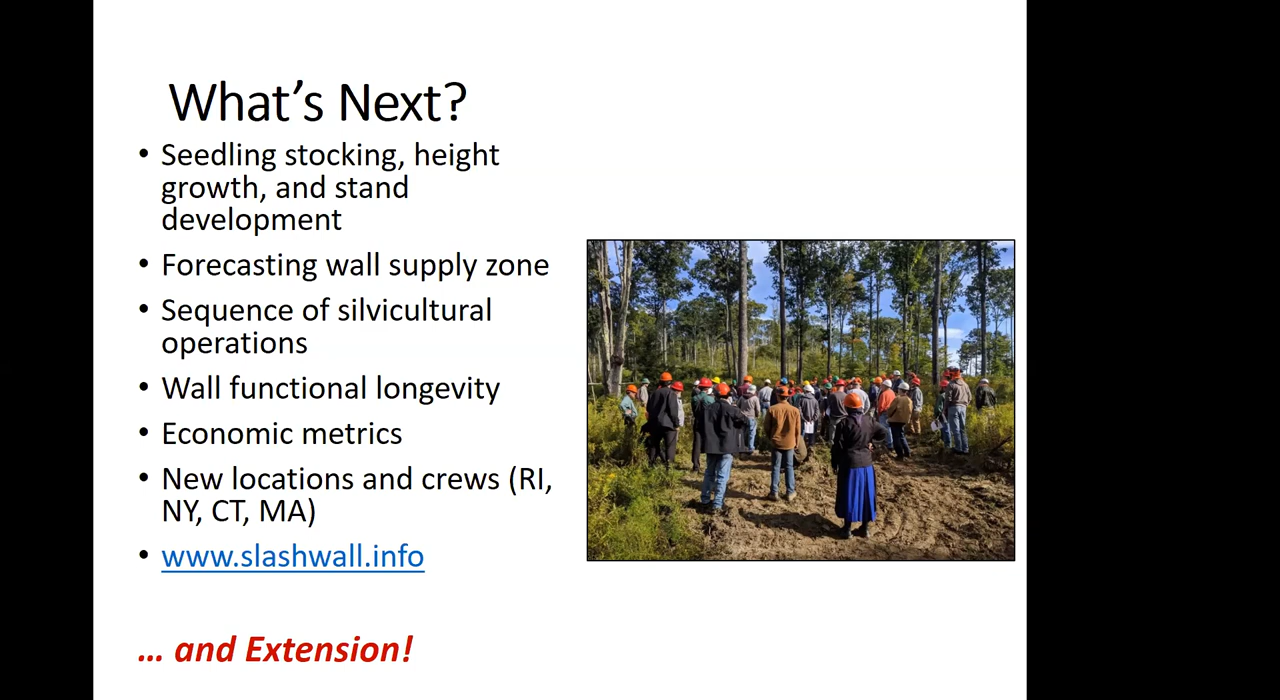 What’s Next?
• Seedling stocking, height
growth, and stand
development
• Forecasting wall supply zone
• Sequence of silvicultural
operations
• Wall functional longevity
• Economic metrics
• New locations and crews (RI,
NY, CT, MA)
• www.slashwall.info
... and Extension!